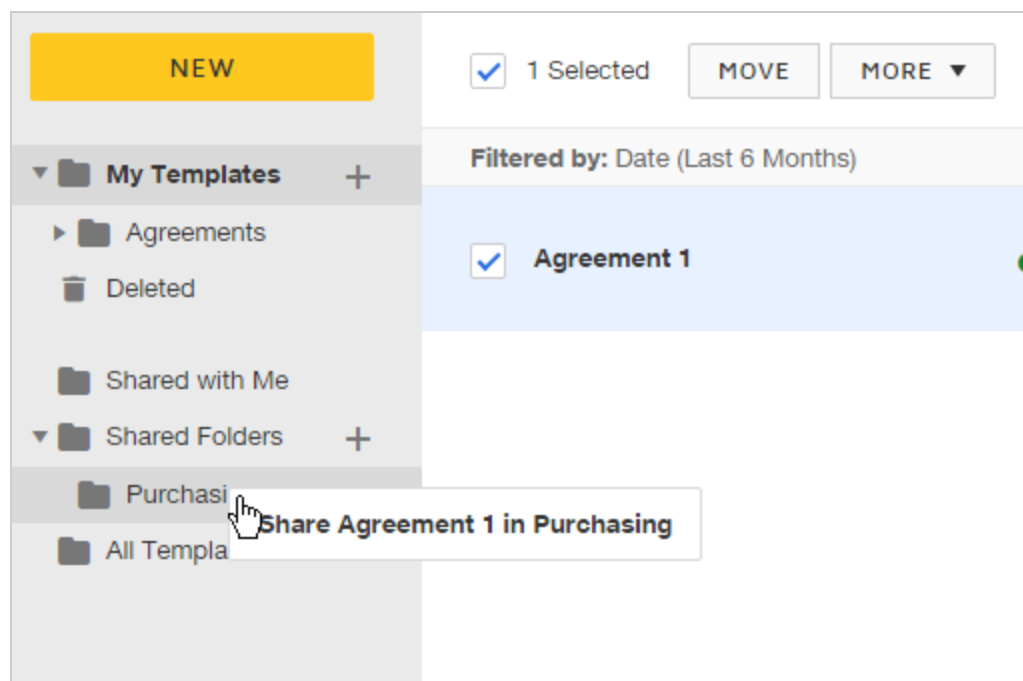 NEW
1 Selected
MOVE
MORE
My Templates
Filtered by: Date (Last 6 Months)
Agreements
Agreement 1
Deleted
Shared with Me
Shared Folders
Purchasi
Share Agreement 1 in Purchasing
All Templa